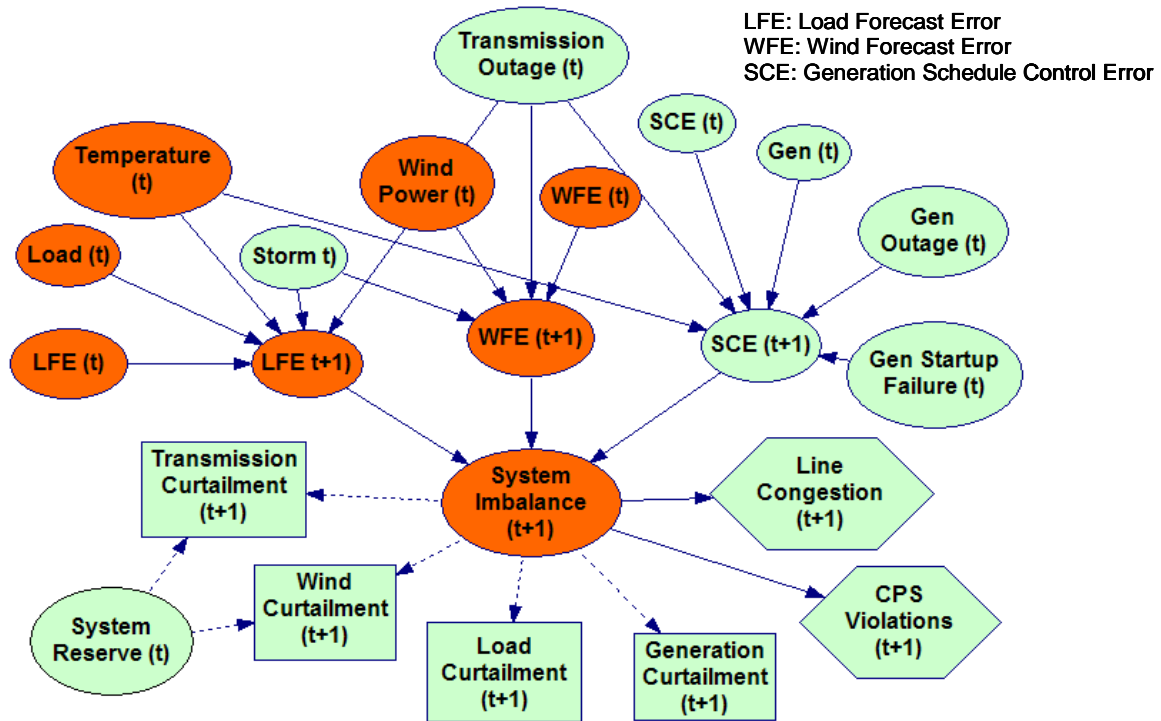 LFE: Load Forecast Error
WFE: Wind Forecast Error
SCE: Generation Schedule Control Error
Transmission
Outage (t)
SCE (t)
Gen (t)
Temperature
(t)
Wind
Power (t)
WFE (t)
Gen
Outage (t)
Load (t)
Storm t)
WFE (t+1)
SCE (t+1)
LFE (t)
LFE t+1)
Gen Startup
Failure (t)
Transmission
Curtailment
(t+1)
System
Imbalance
(t+1)
Line
Congestion
(t+1)
Wind
Curtailment
(t+1)
CPS
Violations
(t+1)
System
Reserve (t)
Load
Curtailment
(t+1)
Generation
Curtailment
(t+1)